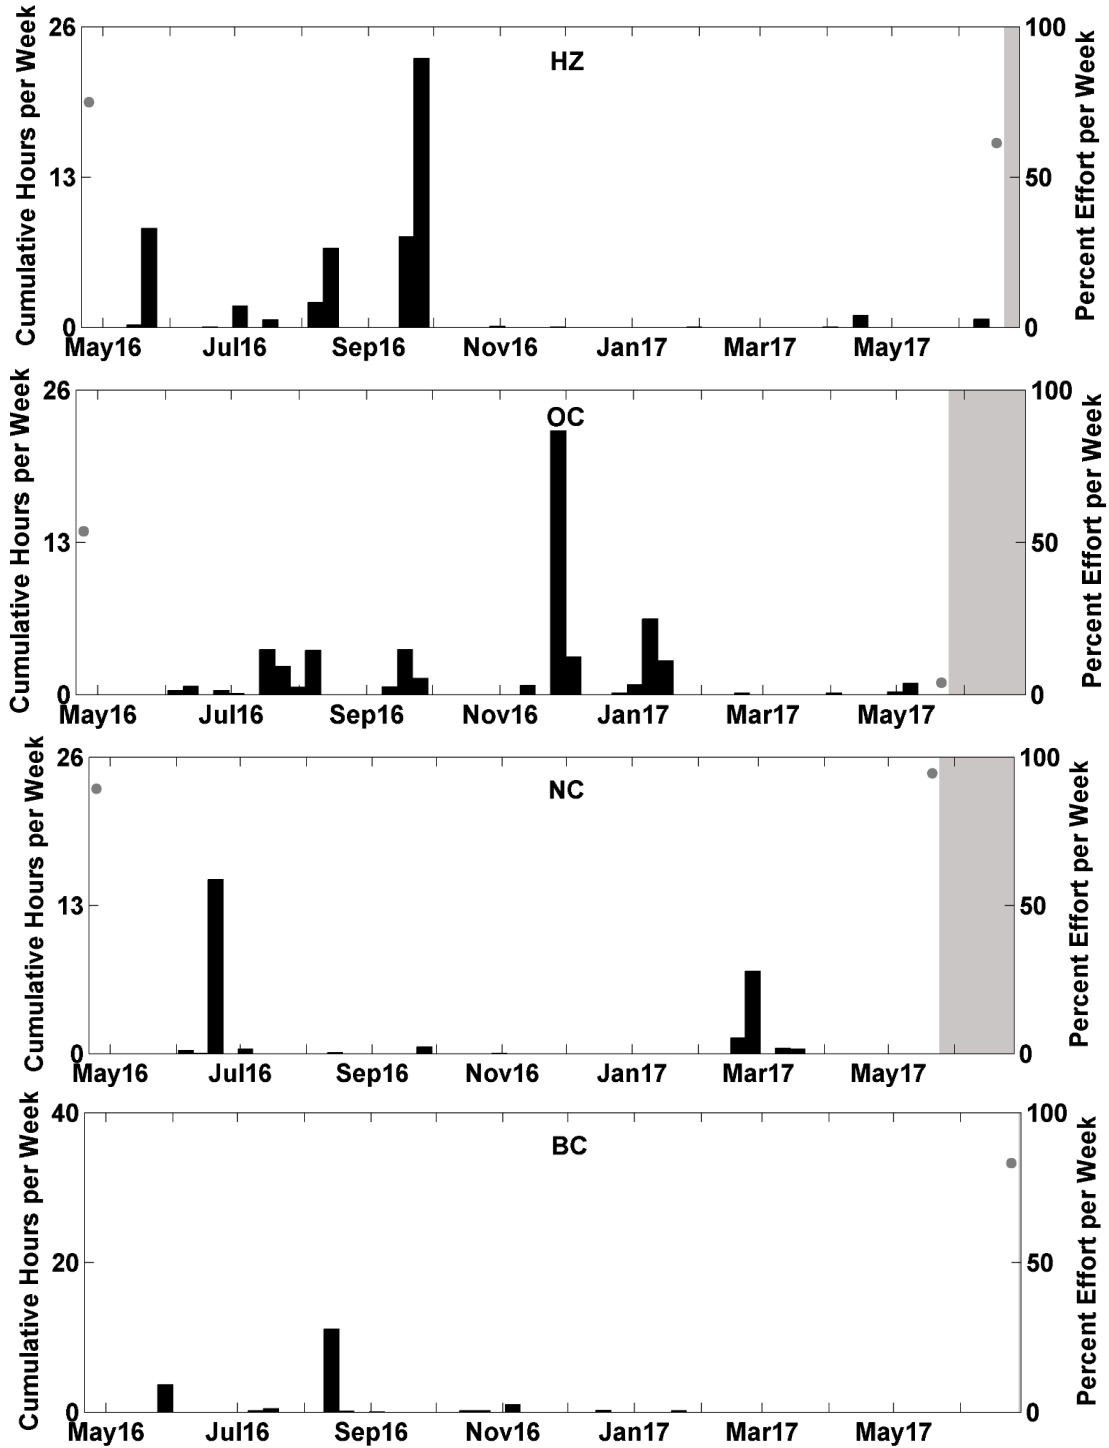 Cumulative Hours per Week
26
13
0
HZ
100
50
0
Percent Effort per Week
May16 Jul16 Sep16 Nov16 Jan17 Mar17 May17
Cumulative Hours per Week
26
13
0
OC
100
50
0
Percent Effort per Week
May16 Jul16 Sep16 Nov16 Jan17 Mar17 May17
Cumulative Hours per Week
26
13
0
NC
100
50
0
Percent Effort per Week
May16 Jul16 Sep16 Nov16 Jan17 Mar17 May17
Cumulative Hours per Week
40
20
0
BC
100
50
0
Percent Effort per Week
May16 Jul16 Sep16 Nov16 Jan17 Mar17 May17